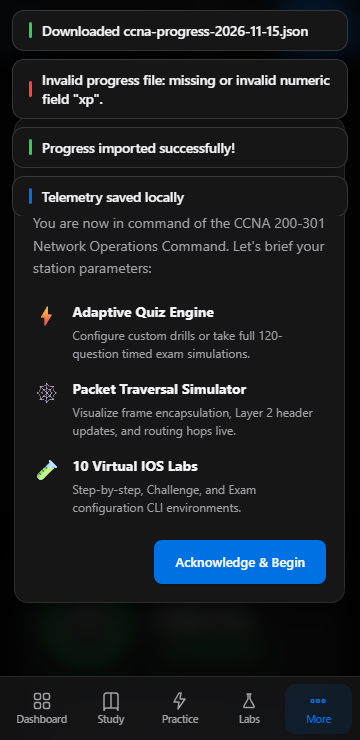 Downloaded ccna-progress-2026-11-15.json
Invalid progress file: missing or invalid numeric
field "xp".
Progress imported successfully!
Telemetry saved locally
You are now in command of the CCNA 200-301
Network Operations Command. Let's brief your
station parameters:
Adaptive Quiz Engine
Configure custom drills or take full 120-
question timed exam simulations.
Packet Traversal Simulator
Visualize frame encapsulation, Layer 2 header
updates, and routing hops live.
10 Virtual IOS Labs
Step-by-step, Challenge, and Exam
configuration CLI environments.
Acknowledge & Begin
Dashboard
Study
Practice
Labs
More